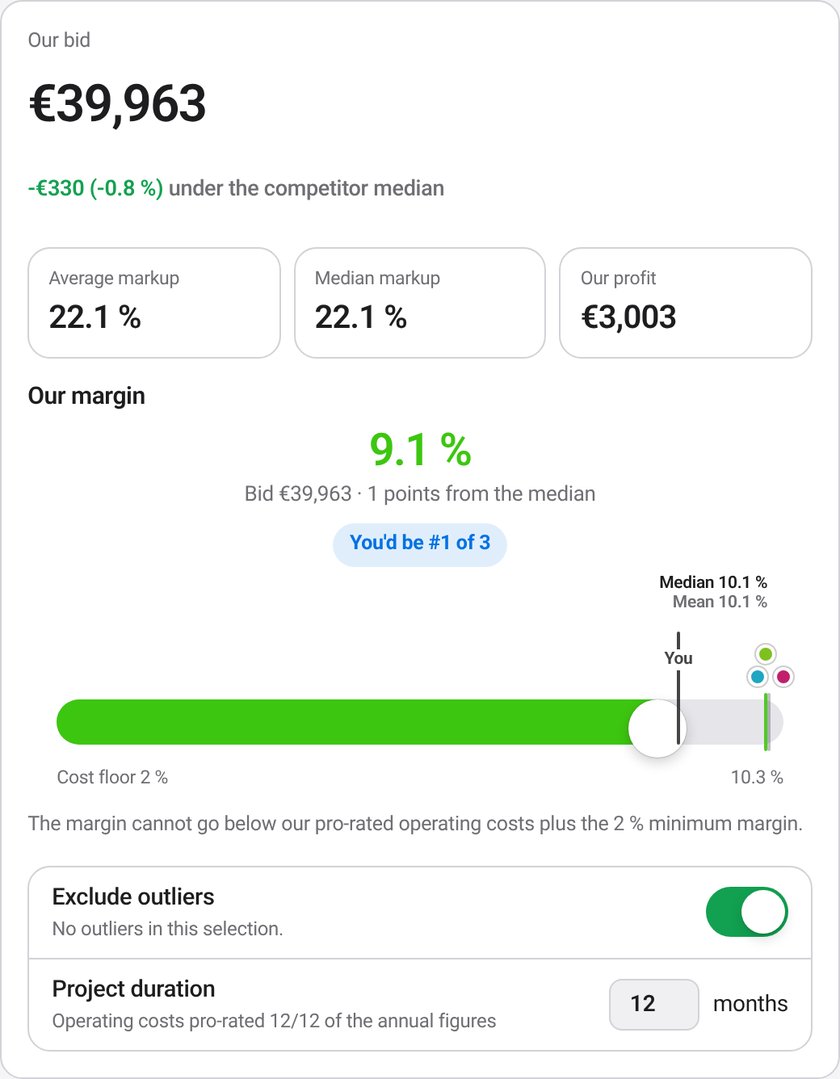 Our bid
€39,963
-€330 (-0.8 %) under the competitor median
Average markup
22.1 %
Median markup
22.1 %
Our profit
€3,003
Our margin
9.1 %
Bid €39,963 · 1 points from the median
You'd be #1 of 3
Median 10.1 %
Mean 10.1 %
You
Cost floor 2 %
10.3 %
The margin cannot go below our pro-rated operating costs plus the 2 % minimum margin.
Exclude outliers
No outliers in this selection.
Project duration
Operating costs pro-rated 12/12 of the annual figures
12
months